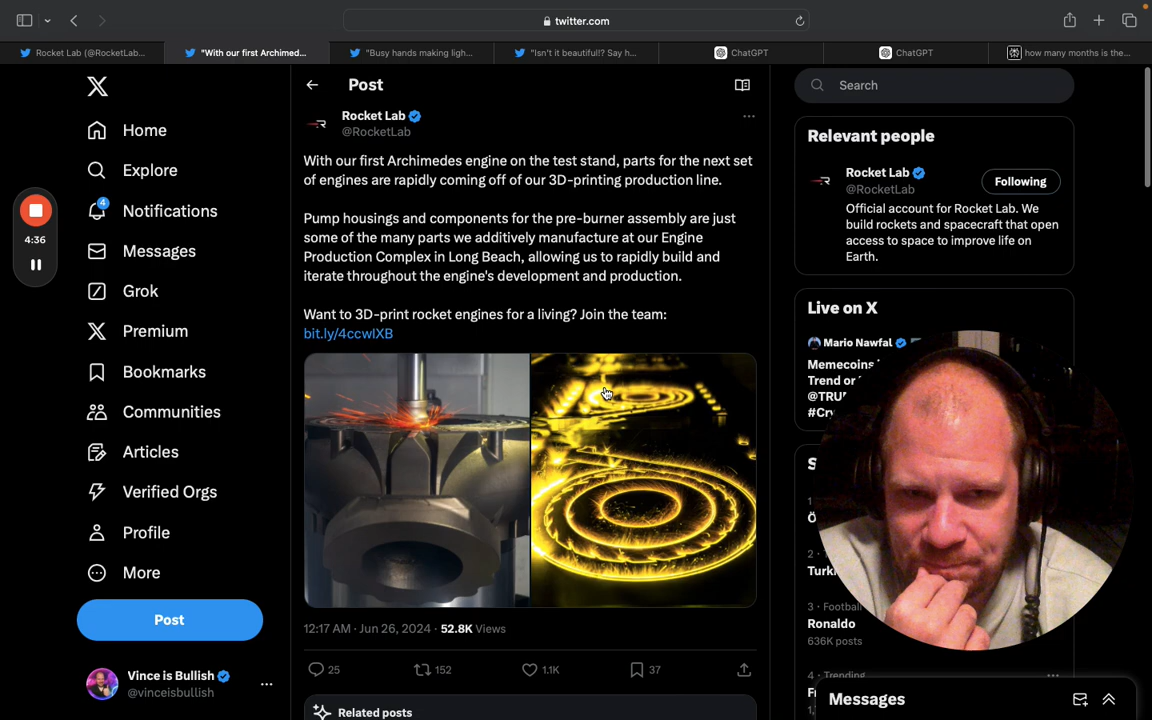 twitter.com
Rocket Lab (@RocketLab...
"With our first Archimed...
"Busy hands making ligh...
"Isn't it beautiful!? Say h...
ChatGPT
ChatGPT
how many months is the...
4:36
4
Home
Explore
Notifications
Messages
Grok
Premium
Bookmarks
Communities
Articles
Verified Orgs
Profile
More
Post
Vince is Bullish
@vinceisbullish
Post
Rocket Lab
@RocketLab
With our first Archimedes engine on the test stand, parts for the next set
of engines are rapidly coming off of our 3D-printing production line.
Pump housings and components for the pre-burner assembly are just
some of the many parts we additively manufacture at our Engine
Production Complex in Long Beach, allowing us to rapidly build and
iterate throughout the engine's development and production.
Want to 3D-print rocket engines for a living? Join the team:
bit.ly/4ccwIXB
12:17 AM · Jun 26, 2024 · 52.8K Views
25
152
1.1K
37
Related posts
Search
Relevant people
Rocket Lab
@RocketLab
Following
Official account for Rocket Lab. We
build rockets and spacecraft that open
access to space to improve life on
Earth.
Live on X
Mario Nawfal
Memecoins
Trend or
3 · Football
Ronaldo
636K posts
4 · Trending
Messages